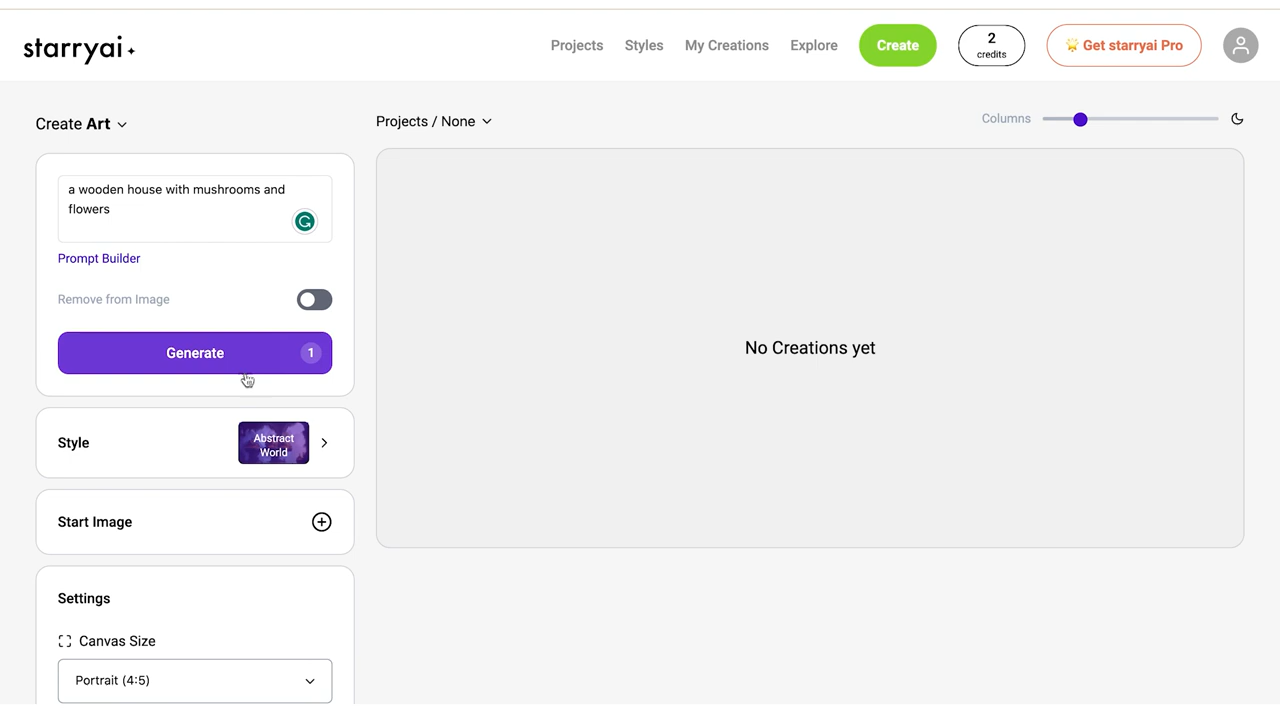 starryai
Projects
Styles
My Creations
Explore
Create
2
credits
Get starryai Pro
Create Art
Projects / None
Columns
a wooden house with mushrooms and
flowers
Prompt Builder
Remove from Image
Generate
1
No Creations yet
Style
Abstract
World
Start Image
Settings
Canvas Size
Portrait (4:5)